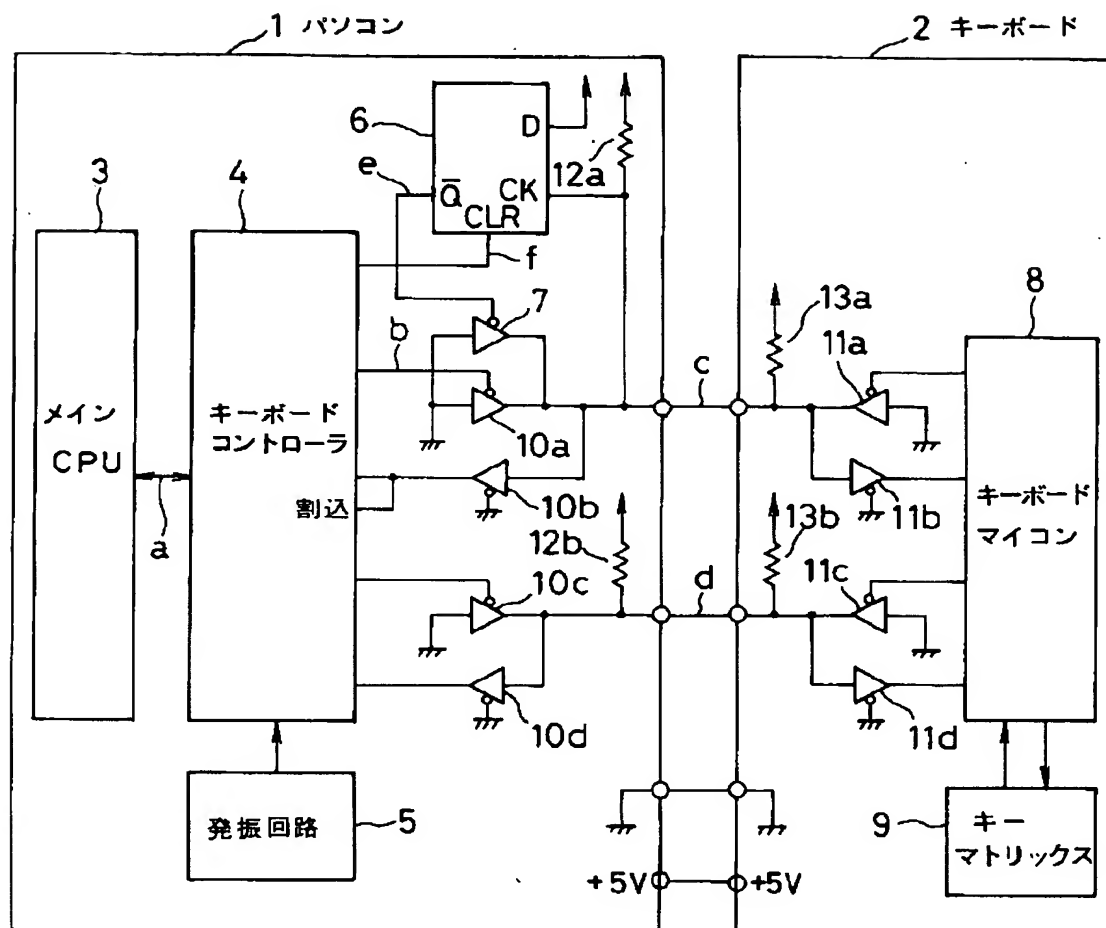 1 パソコン
2 キーボード
6
D
12a
e
Q̅
CK
CLR
f
3
4
7
8
b
13a
11a
c
メイン
CPU
キーボード
コントローラ
10a
割込
10b
11b
キーボード
マイコン
a
12b
13b
10c
d
11c
10d
11d
発振回路
5
9
キー
マトリックス
+5V
+5V